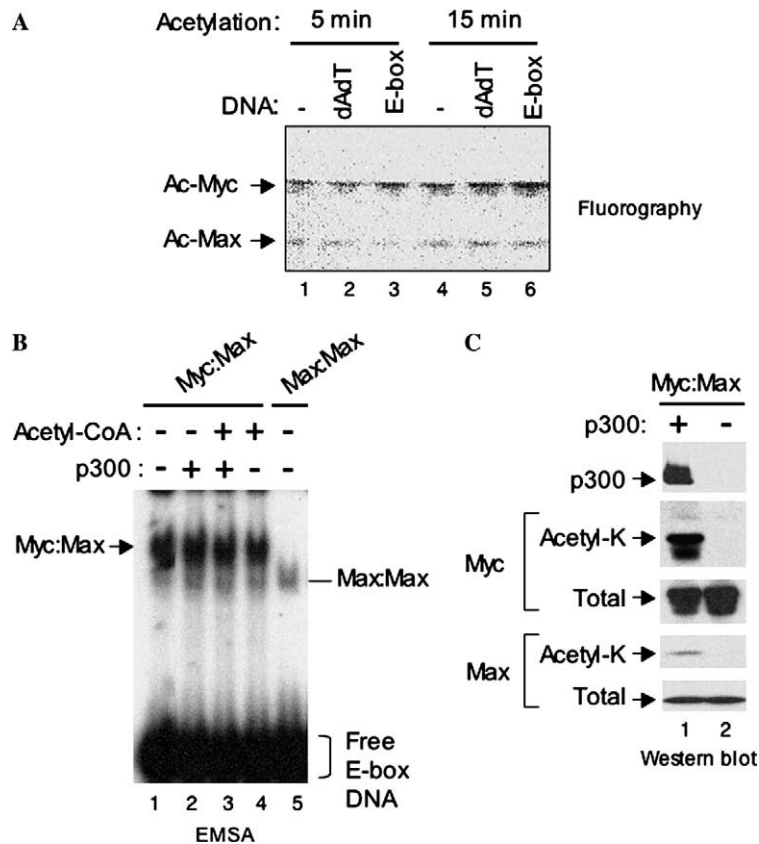 A
Acetylation: 5 min 15 min
DNA: - dAdT E-box - dAdT E-box
Ac-Myc
Ac-Max
Fluorography
1 2 3 4 5 6
B
Myc:Max Max:Max
Acetyl-CoA : - - + + -
p300 : - + + - -
Myc:Max
Max:Max
Free
E-box
DNA
1 2 3 4 5
EMSA
C
Myc:Max
p300: + -
p300
Myc
Acetyl-K
Total
Max
Acetyl-K
Total
1 2
Western blot